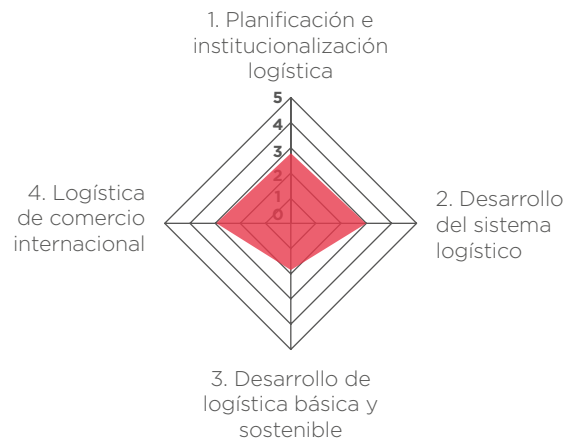 1. Planificación e
institucionalización
logística
5
4
3
2
1
0
4. Logística
de comercio
internacional
2. Desarrollo
del sistema
logístico
3. Desarrollo de
logística básica y
sostenible